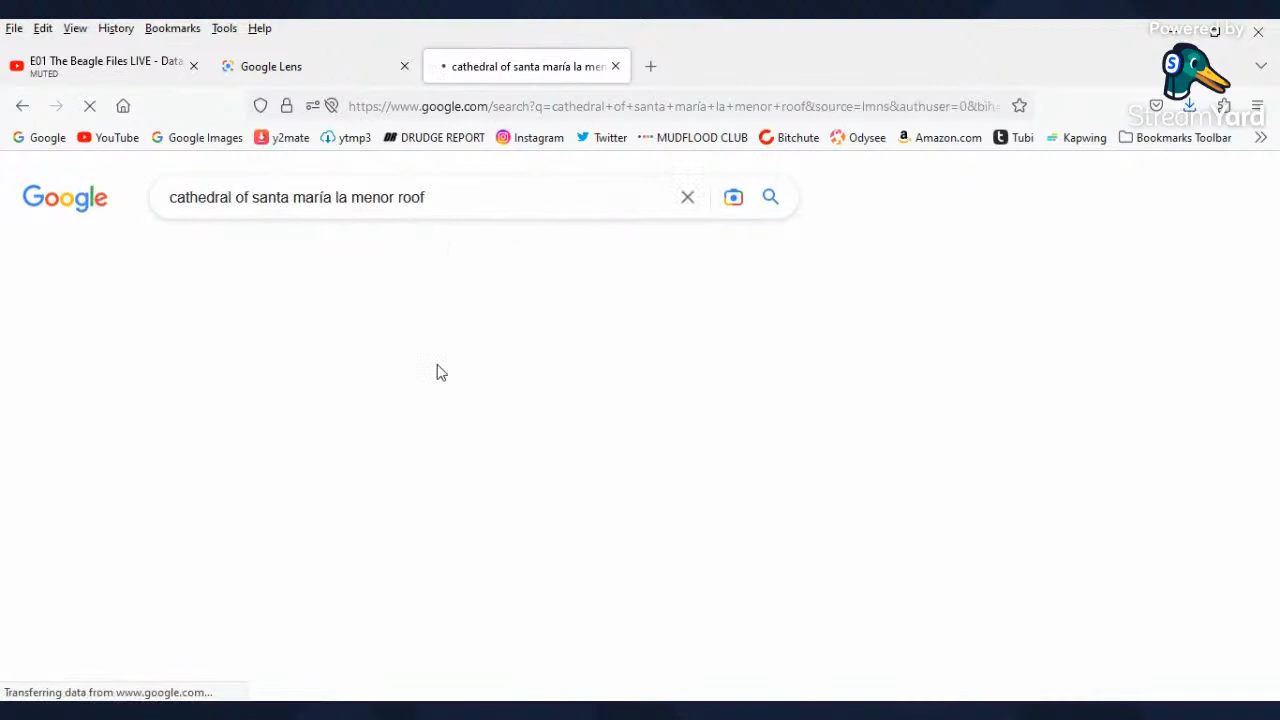 Powered by
StreamYard
File Edit View History Bookmarks Tools Help
E01 The Beagle Files LIVE - Data
MUTED
Google Lens
cathedral of santa maría la men
https://www.google.com/search?q=cathedral+of+santa+maría+la+menor+roof&source=lmns&authuser=0&bih
Google YouTube Google Images y2mate ytmp3 DRUDGE REPORT Instagram Twitter MUDFLOOD CLUB Bitchute Odysee Amazon.com Tubi Kapwing Bookmarks Toolbar
Google
cathedral of santa maría la menor roof
Transferring data from www.google.com...